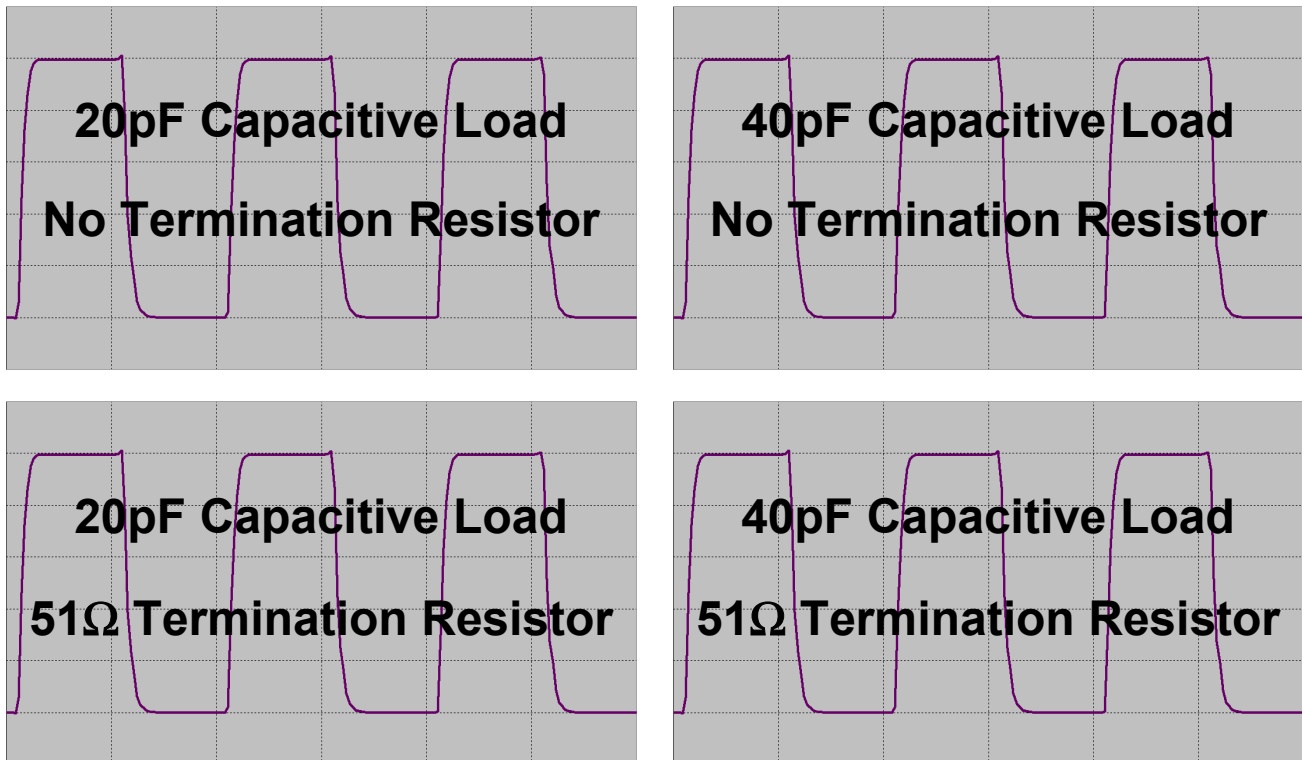 20pF Capacitive Load
No Termination Resistor
40pF Capacitive Load
No Termination Resistor
20pF Capacitive Load
51Ω Termination Resistor
40pF Capacitive Load
51Ω Termination Resistor